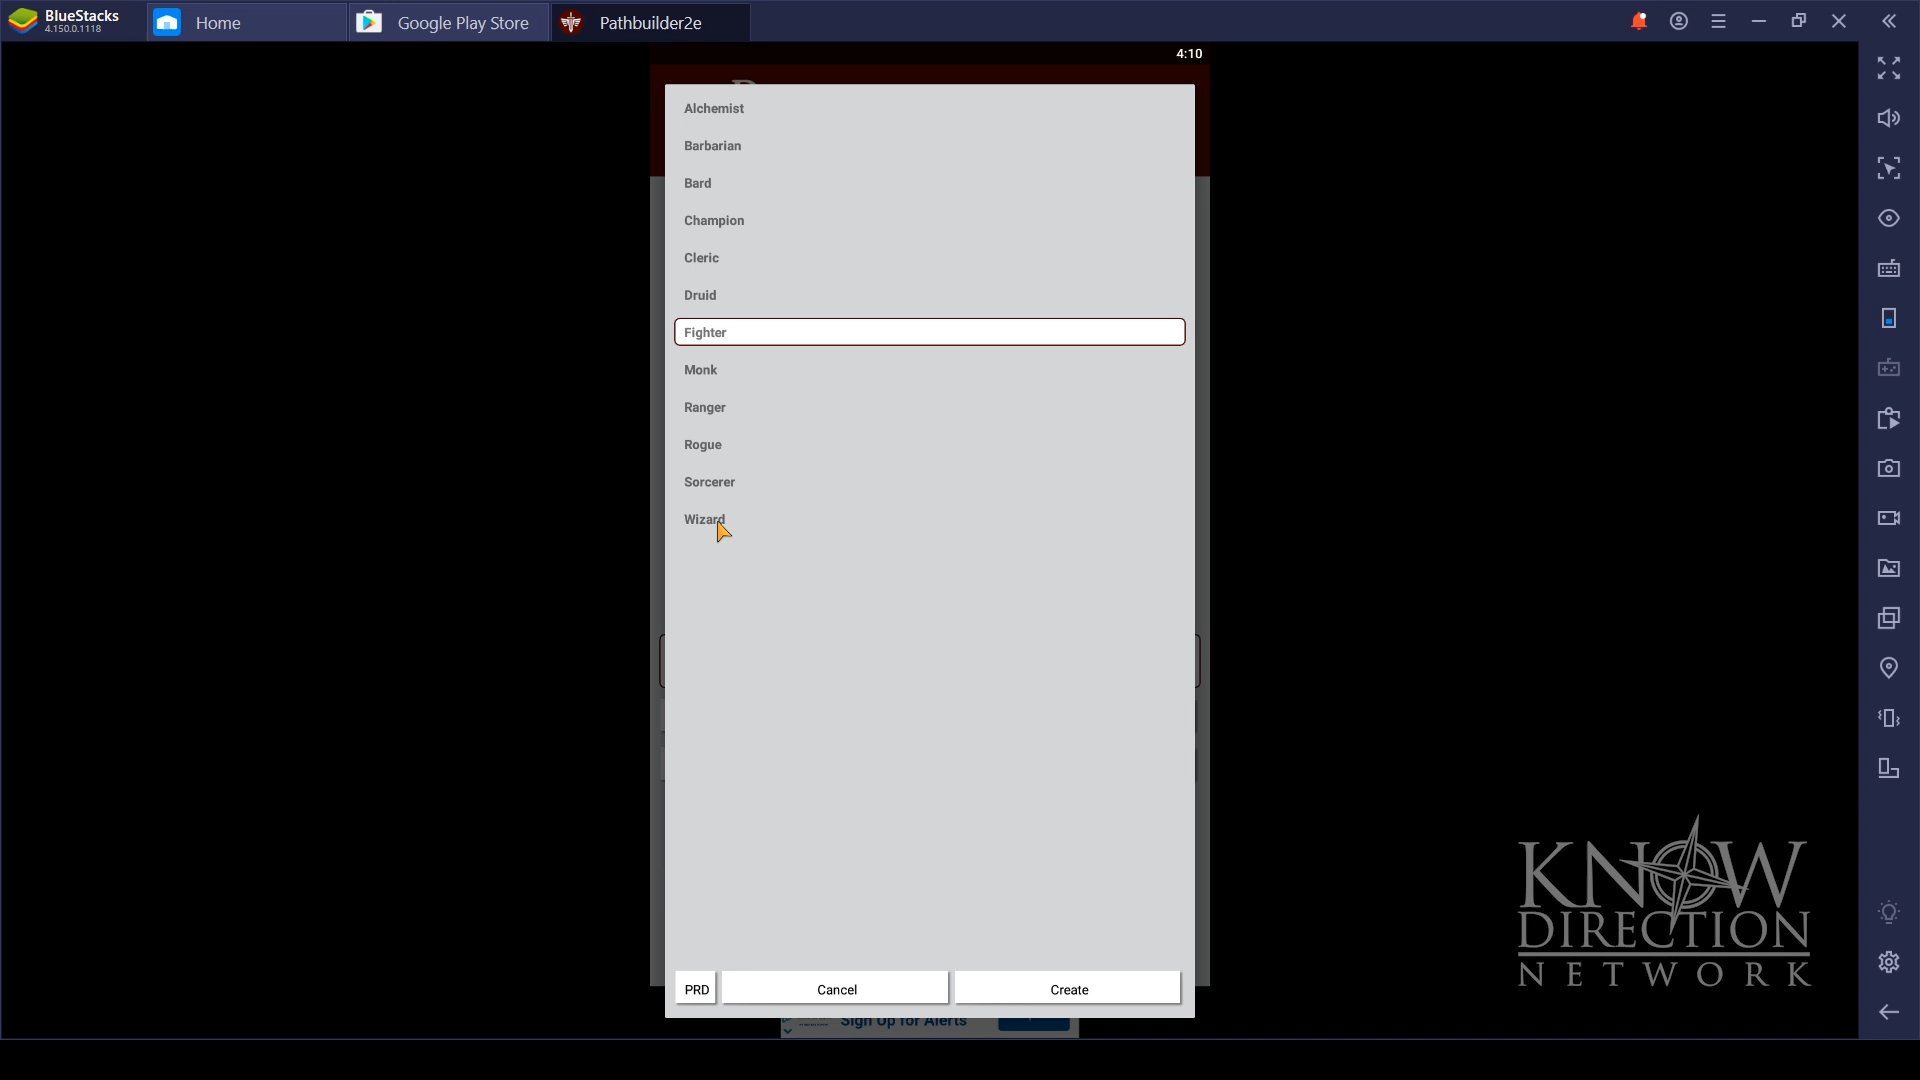 BlueStacks
4.150.0.1118
Home
Google Play Store
Pathbuilder2e
4:10
Alchemist
Barbarian
Bard
Champion
Cleric
Druid
Fighter
Monk
Ranger
Rogue
Sorcerer
Wizard
PRD
Cancel
Create
Sign Up for Alerts
KNOW
DIRECTION
NETWORK